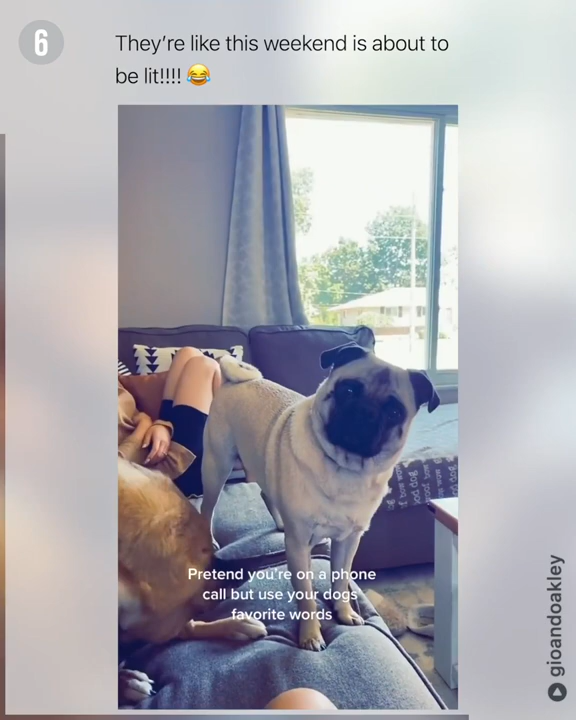 6
They’re like this weekend is about to
be lit!!!! 😂
Pretend you're on a phone
call but use your dogs
favorite words
gioandoakley